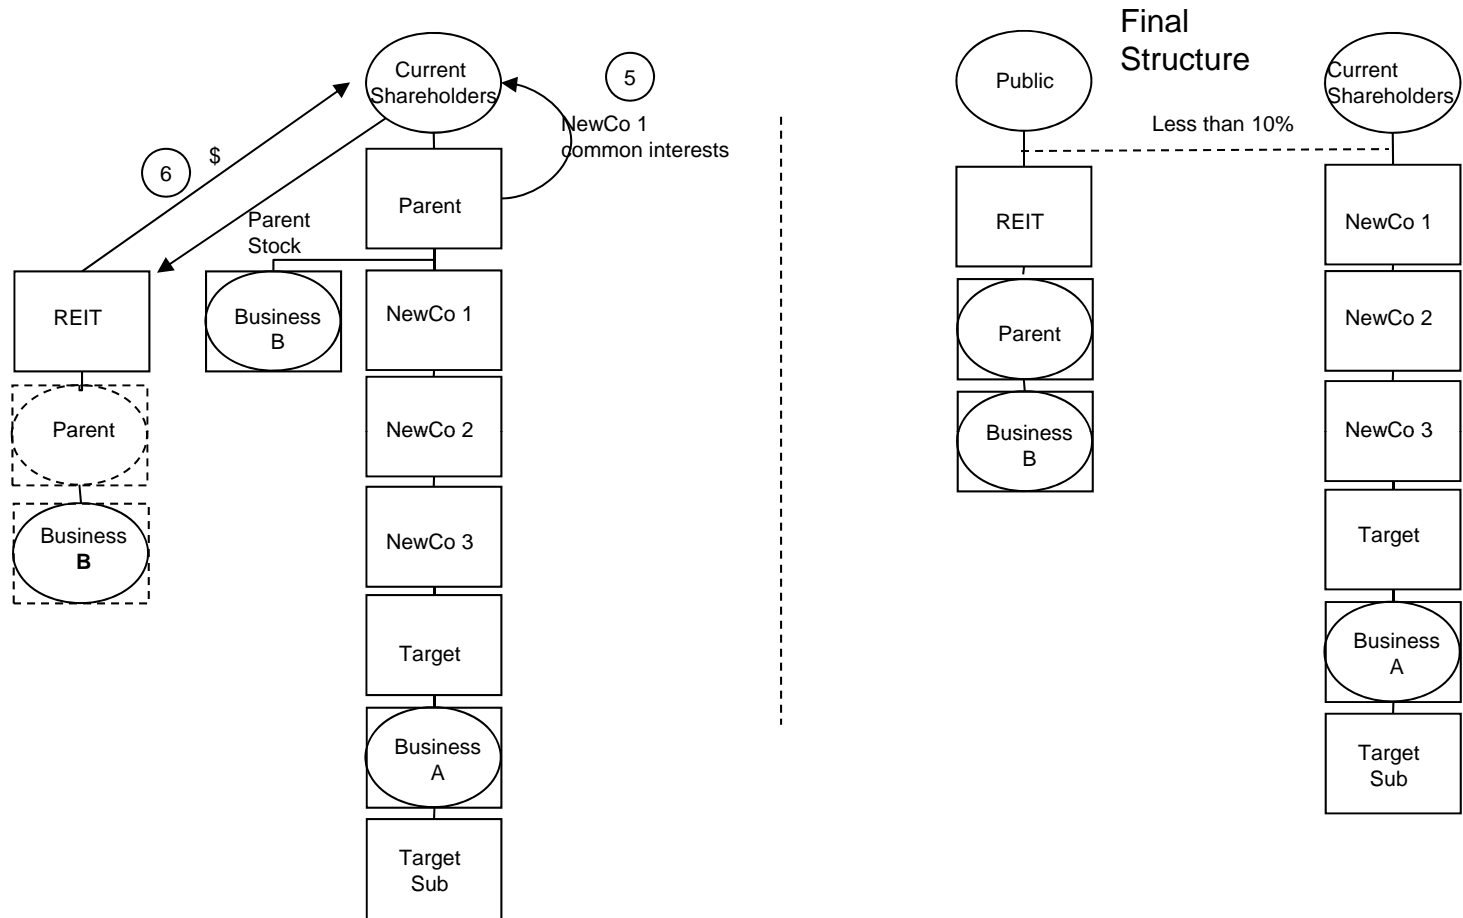 Current
Shareholders
5
NewCo 1
common interests
6
$
Parent
Parent
Stock
REIT
Business
B
NewCo 1
Parent
NewCo 2
Business
B
NewCo 3
Target
Business
A
Target
Sub
Final
Structure
Public
Current
Shareholders
Less than 10%
REIT
NewCo 1
Parent
NewCo 2
Business
B
NewCo 3
Target
Business
A
Target
Sub